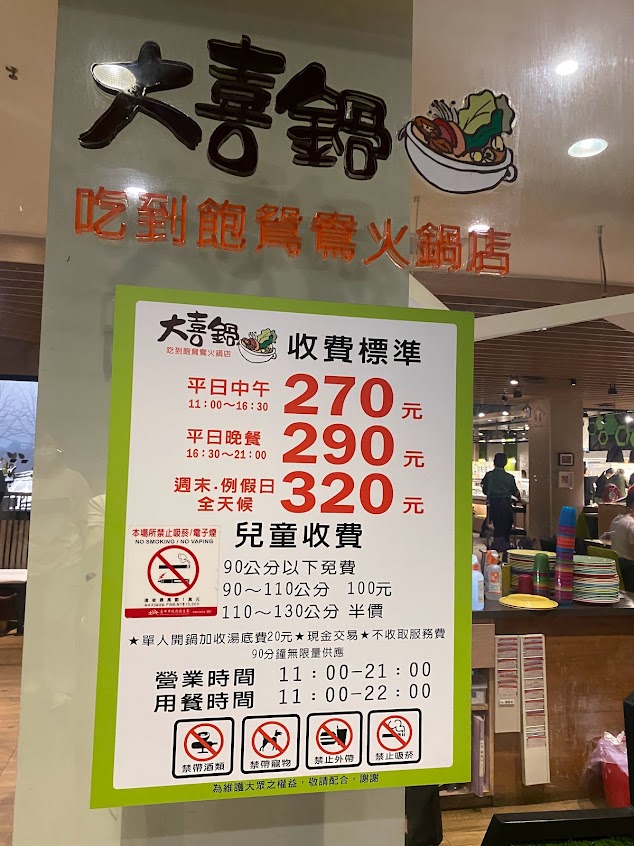 大喜鍋
吃到飽鴛鴦火鍋店
大喜鍋
吃到飽鴛鴦火鍋店
收費標準
平日中午
11:00～16:30
270元
平日晚餐
16:30～21:00
290元
週末.例假日
全天候
320元
兒童收費
本場所禁止吸菸/電子煙
NO SMOKING / NO VAPING
90公分以下免費
90～110公分 100元
110～130公分 半價
★單人開鍋加收湯底費20元★現金交易★不收取服務費
90分鐘無限量供應
營業時間 11:00-21:00
用餐時間 11:00-22:00
禁帶酒類
禁帶寵物
禁止外帶
禁止吸菸
為維護大眾之權益，敬請配合，謝謝